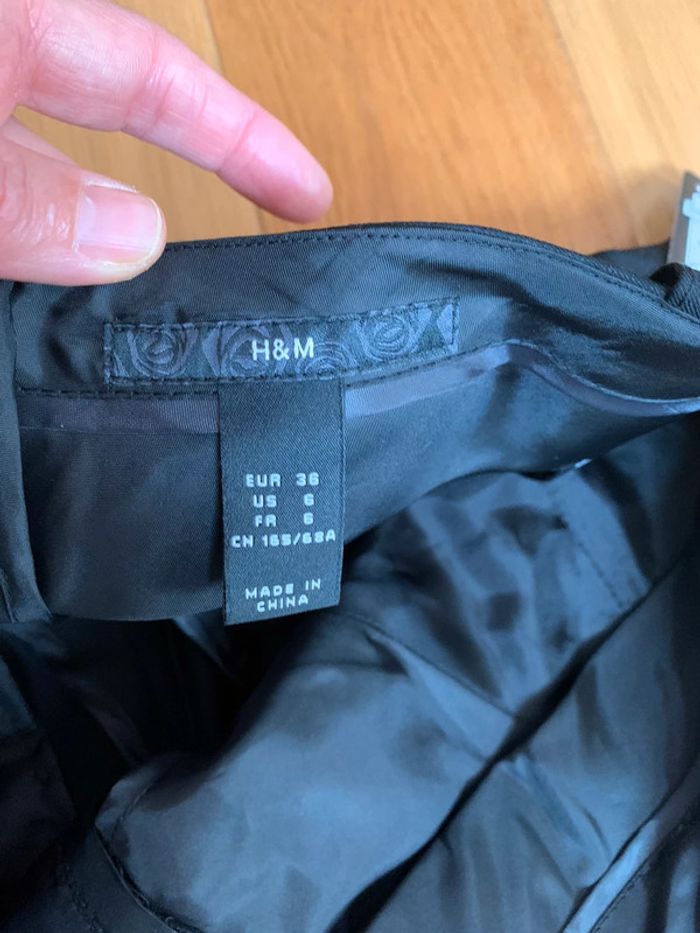 H&M
EUR 36
US 6
FR 6
CN 165/68A
MADE IN
CHINA